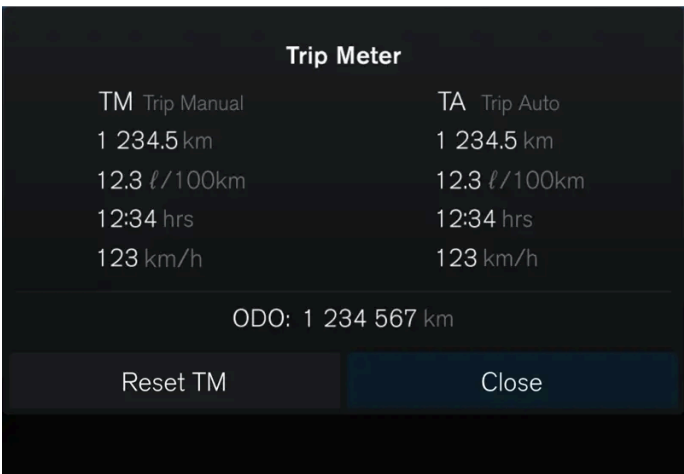 Trip Meter
TM Trip Manual
1 234.5 km
12.3 ℓ/100km
12:34 hrs
123 km/h
TA Trip Auto
1 234.5 km
12.3 ℓ/100km
12:34 hrs
123 km/h
ODO: 1 234 567 km
Reset TM
Close